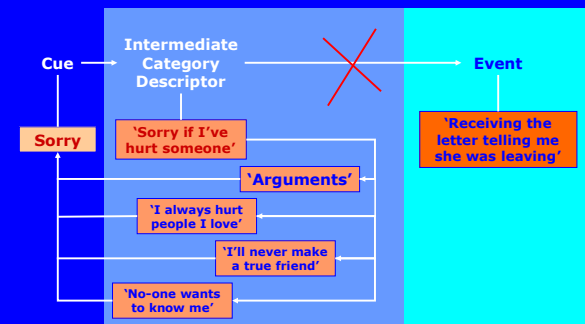 Cue
Intermediate
Category
Descriptor
Event
Sorry
‘Sorry if I’ve
hurt someone’
‘Receiving the
letter telling me
she was leaving’
‘Arguments’
‘I always hurt
people I love’
‘I’ll never make
a true friend’
‘No-one wants
to know me’